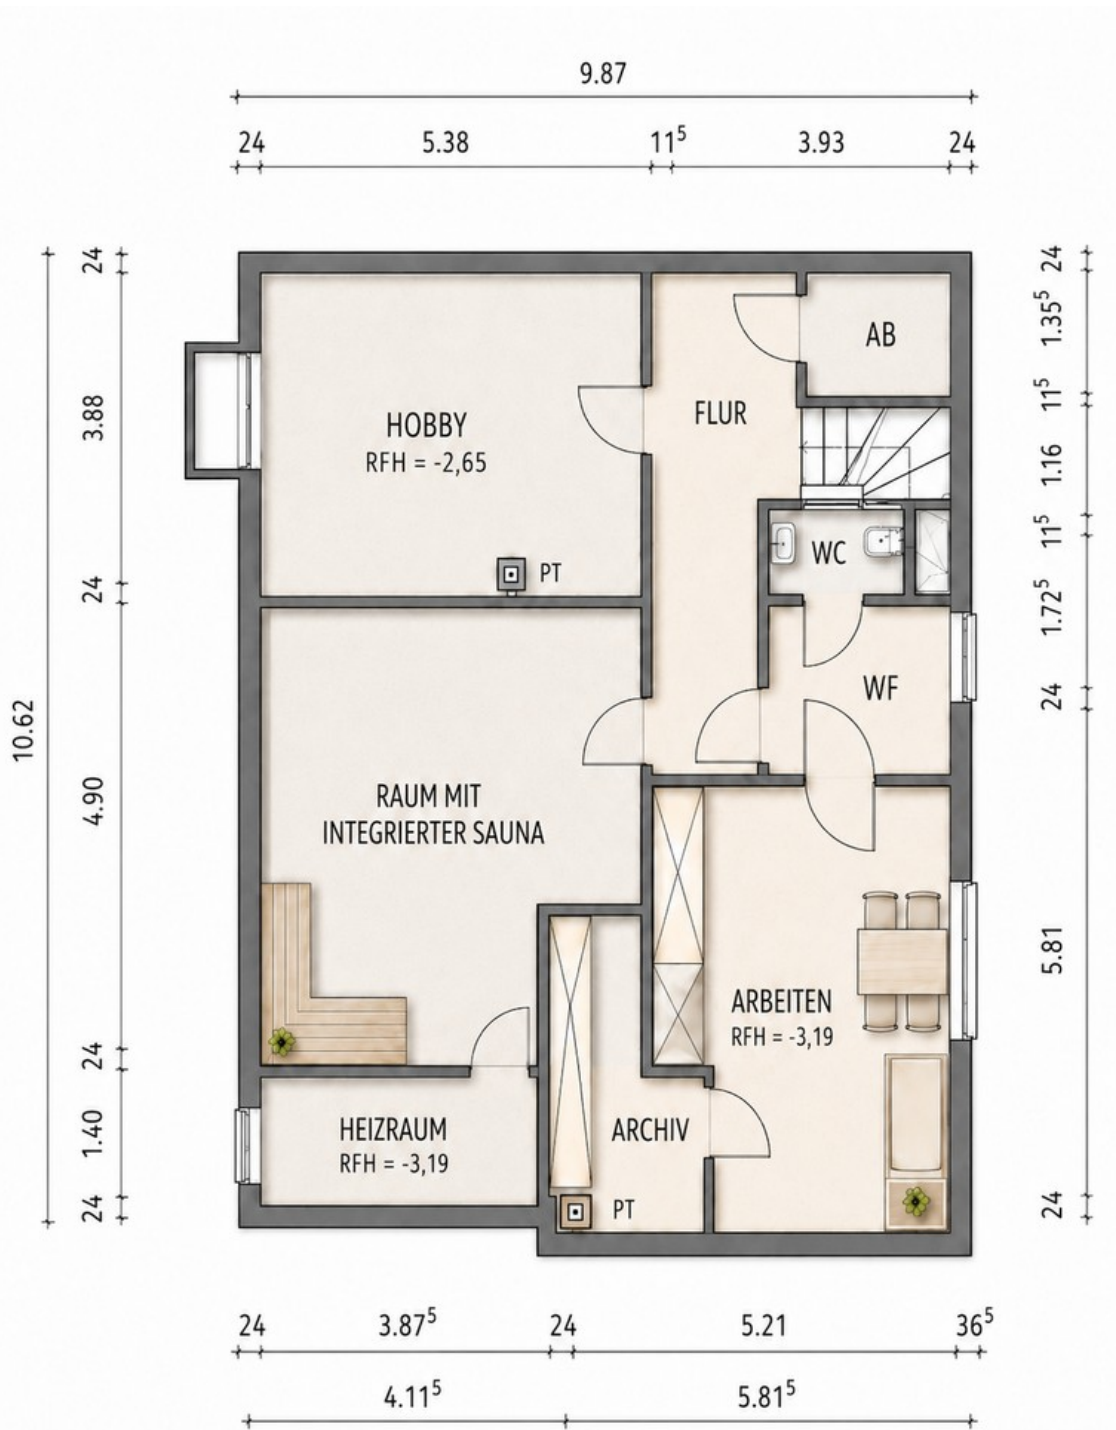 9.87
24 5.38 11⁵ 3.93 24
24
24
1.35⁵
AB
11⁵
3.88
HOBBY
FLUR
RFH = -2,65
1.16
11⁵
WC
PT
24
1.72⁵
WF
24
10.62
4.90
RAUM MIT
INTEGRIERTER SAUNA
5.81
ARBEITEN
RFH = -3,19
24
1.40
HEIZRAUM
ARCHIV
RFH = -3,19
24
PT
24
24 3.87⁵ 24 5.21 36⁵
4.11⁵ 5.81⁵